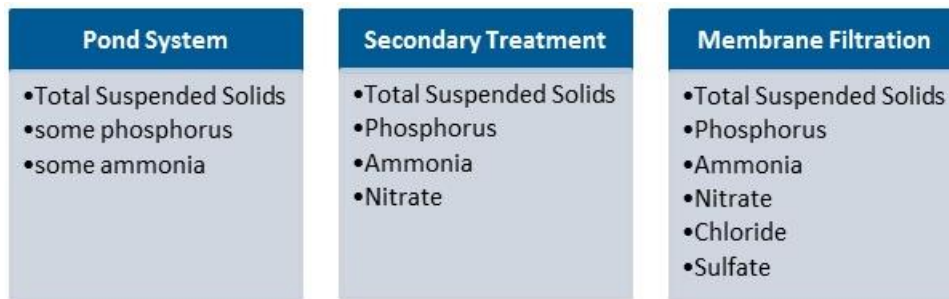 Pond System
•Total Suspended Solids
•some phosphorus
•some ammonia
Secondary Treatment
•Total Suspended Solids
•Phosphorus
•Ammonia
•Nitrate
Membrane Filtration
•Total Suspended Solids
•Phosphorus
•Ammonia
•Nitrate
•Chloride
•Sulfate